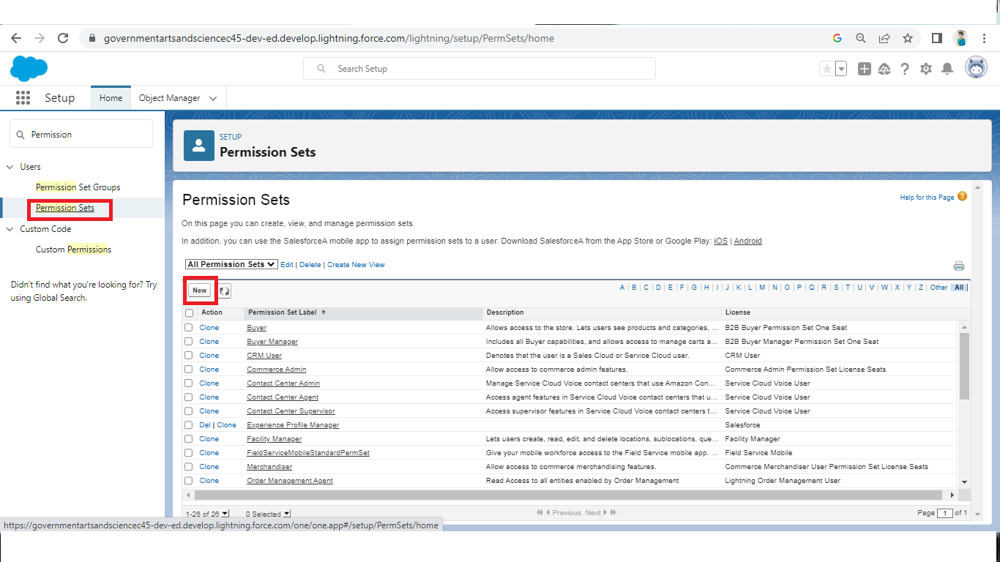 governmentartsandsciencec45-dev-ed.develop.lightning.force.com/lightning/setup/PermSets/home
Search Setup
Setup
Home
Object Manager
Permission
Users
Permission Set Groups
Permission Sets
Custom Code
Custom Permissions
Didn't find what you're looking for? Try
using Global Search.
SETUP
Permission Sets
Permission Sets
Help for this Page
On this page you can create, view, and manage permission sets.
In addition, you can use the SalesforceA mobile app to assign permission sets to a user. Download SalesforceA from the App Store or Google Play: iOS | Android
All Permission Sets Edit | Delete | Create New View
New
A | B | C | D | E | F | G | H | I | J | K | L | M | N | O | P | Q | R | S | T | U | V | W | X | Y | Z | Other | All |
Action Permission Set Label Description License
Clone Buyer Allows access to the store. Lets users see products and categories, ... B2B Buyer Permission Set One Seat
Clone Buyer Manager Includes all Buyer capabilities, and allows access to manage carts a... B2B Buyer Manager Permission Set One Seat
Clone CRM User Denotes that the user is a Sales Cloud or Service Cloud user. CRM User
Clone Commerce Admin Allow access to commerce admin features. Commerce Admin Permission Set License Seats
Clone Contact Center Admin Manage Service Cloud Voice contact centers that use Amazon Con... Service Cloud Voice User
Clone Contact Center Agent Access agent features in Service Cloud Voice contact centers that u... Service Cloud Voice User
Clone Contact Center Supervisor Access supervisor features in Service Cloud Voice contact centers t... Service Cloud Voice User
Del | Clone Experience Profile Manager Salesforce
Clone Facility Manager Lets users create, read, edit, and delete locations, sublocations, que... Facility Manager
Clone FieldServiceMobileStandardPermSet Give your mobile workforce access to the Field Service mobile app. ... Field Service Mobile
Clone Merchandiser Allow access to commerce merchandising features. Commerce Merchandiser User Permission Set License Seats
Clone Order Management Agent Read Access to all entities enabled by Order Management Lightning Order Management User
1-26 of 26 0 Selected Previous Next Page 1 of 1
https://governmentartsandsciencec45-dev-ed.develop.lightning.force.com/one/one.app#/setup/PermSets/home